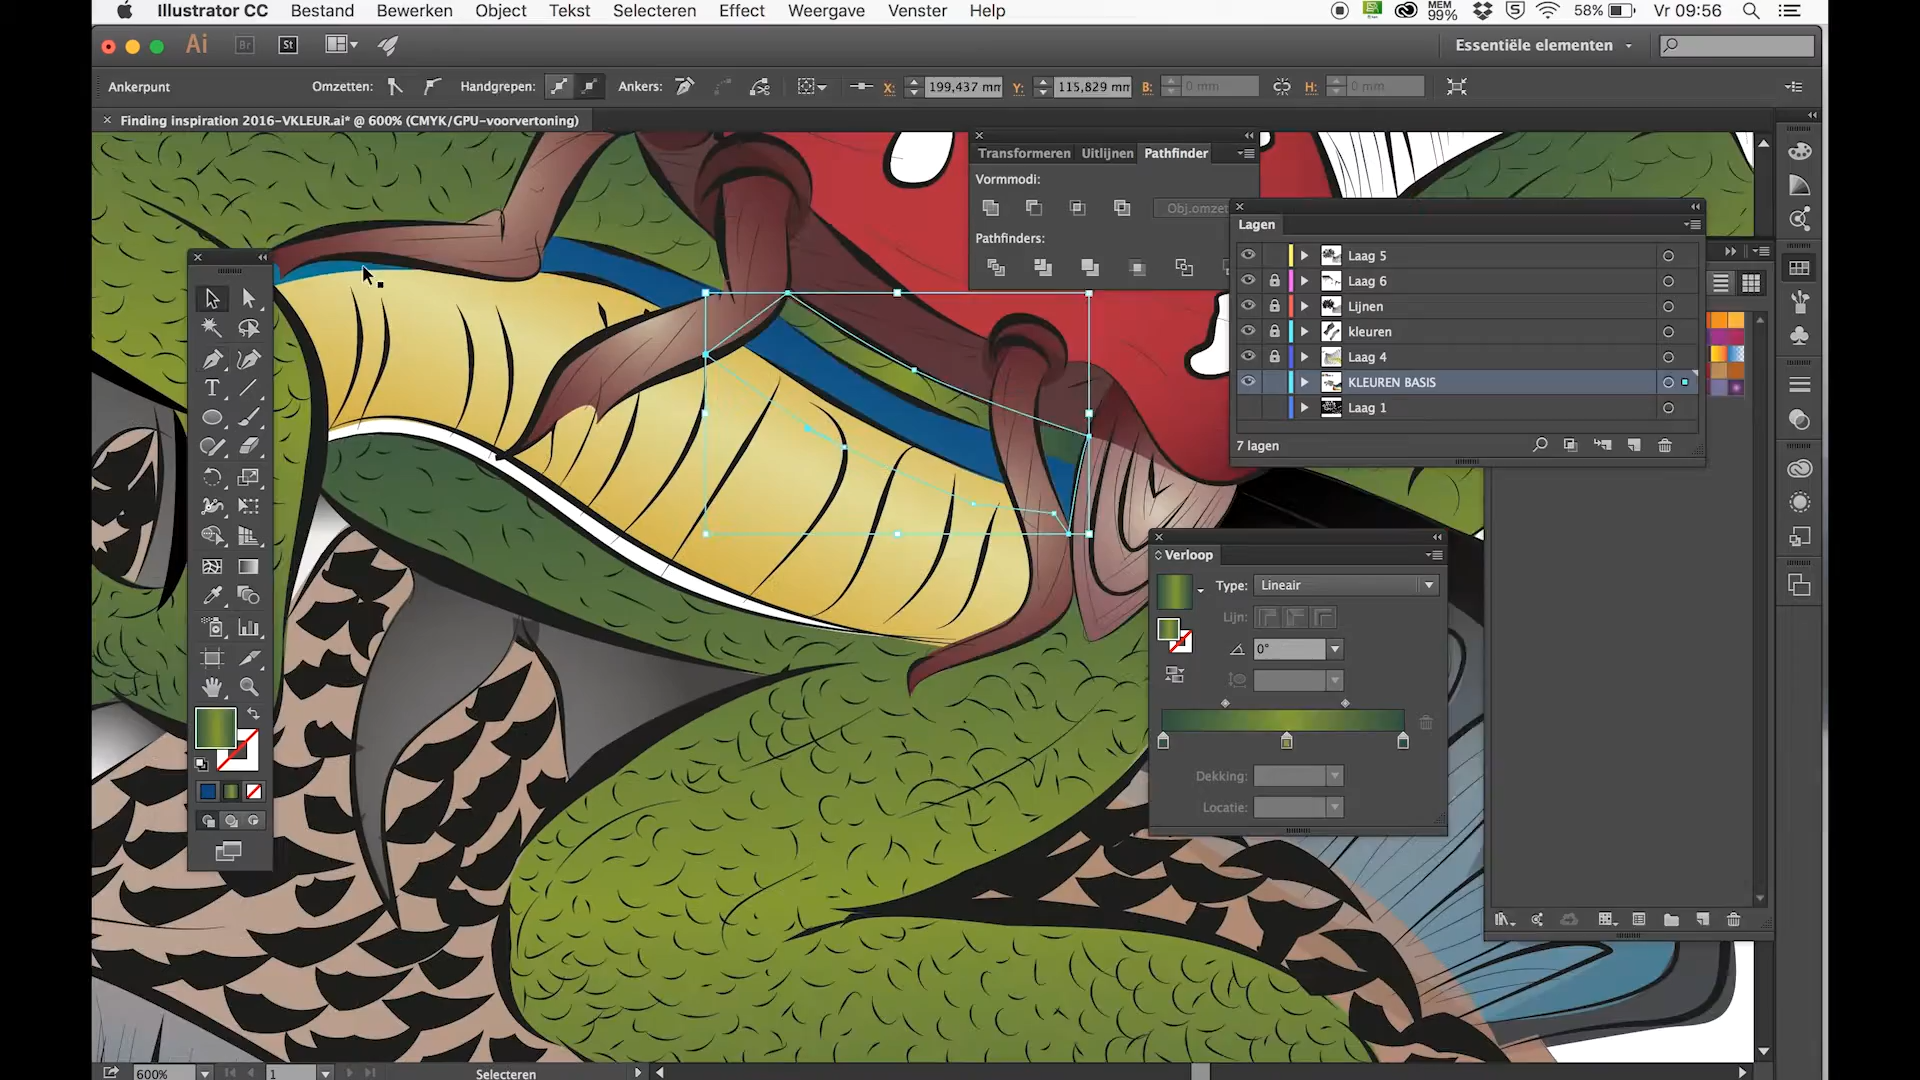 Illustrator CC Bestand Bewerken Object Tekst Selecteren Effect Weergave Venster Help MEM 99% 58% Vr 09:56
Ai Br St Essentiële elementen
Ankerpunt Omzetten: Handgrepen: Ankers: X: 199,437 mm Y: 115,829 mm B: 0 mm H: 0 mm
Finding inspiration 2016-VKLEUR.ai* @ 600% (CMYK/GPU-voorvertoning)
Transformeren Uitlijnen Pathfinder
Vormmodi:
Obj.omzet
Pathfinders:
Lagen
Laag 5
Laag 6
Lijnen
kleuren
Laag 4
KLEUREN BASIS
Laag 1
7 lagen
Verloop
Type: Lineair
Lijn:
0°
Dekking:
Locatie:
600% 1 Selecteren